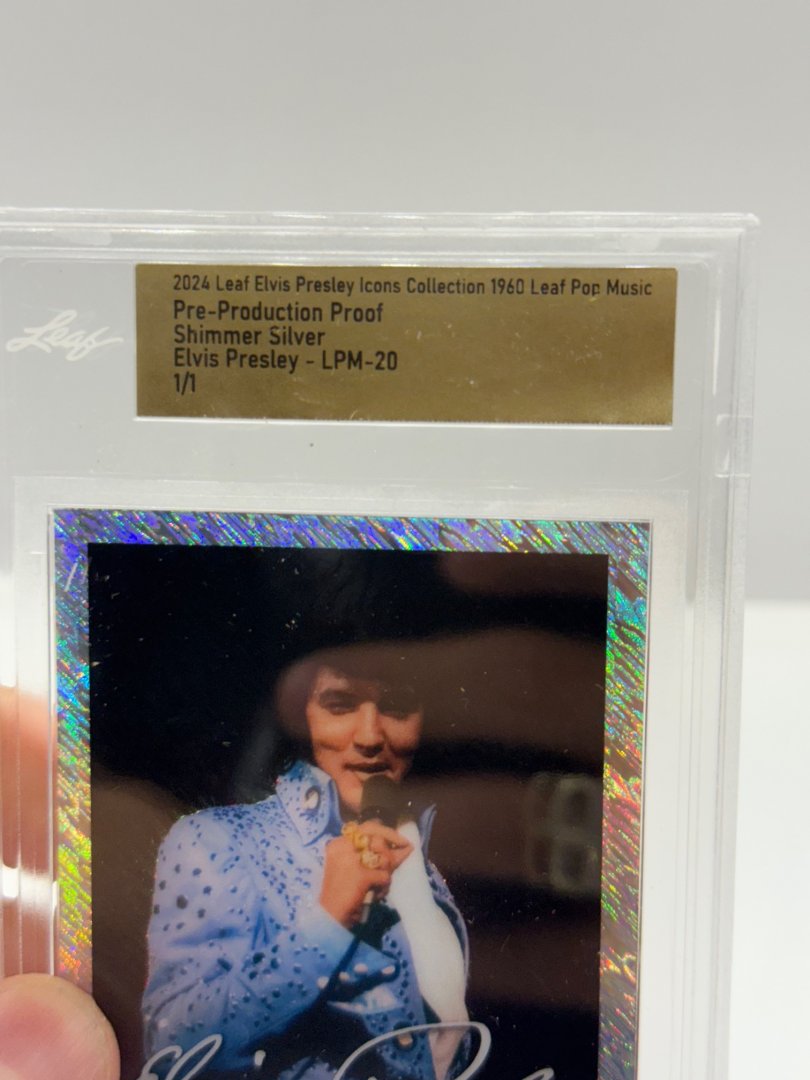 2024 Leaf Elvis Presley Icons Collection 1960 Leaf Pop Music
Pre-Production Proof
Shimmer Silver
Elvis Presley - LPM-20
1/1
Leaf
Elvis